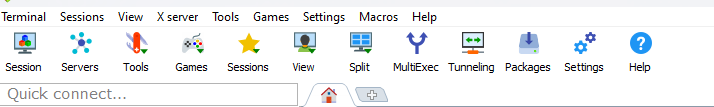 Terminal Sessions View X server Tools Games Settings Macros Help
Session Servers Tools Games Sessions View Split MultiExec Tunneling Packages Settings Help
Quick connect...